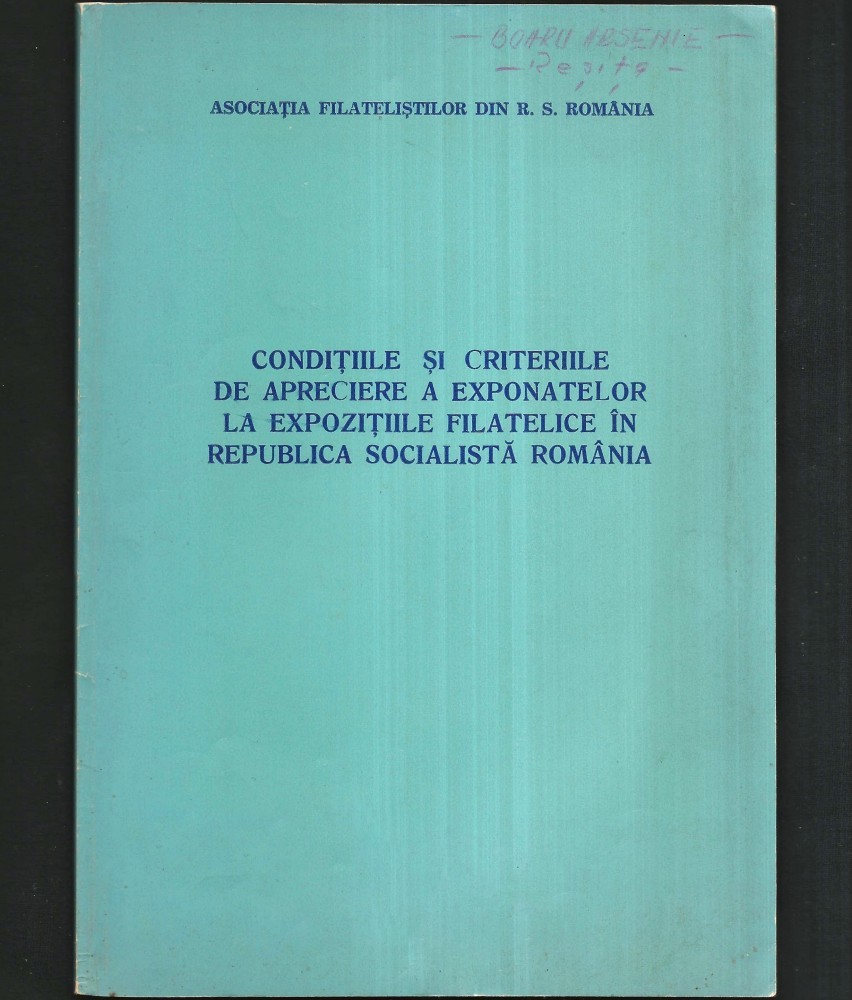 — BOARU ARSENIE —
— Reșița —
ASOCIAȚIA FILATELIȘTILOR DIN R. S. ROMÂNIA
CONDIȚIILE ȘI CRITERIILE
DE APRECIERE A EXPONATELOR
LA EXPOZIȚIILE FILATELICE ÎN
REPUBLICA SOCIALISTĂ ROMÂNIA